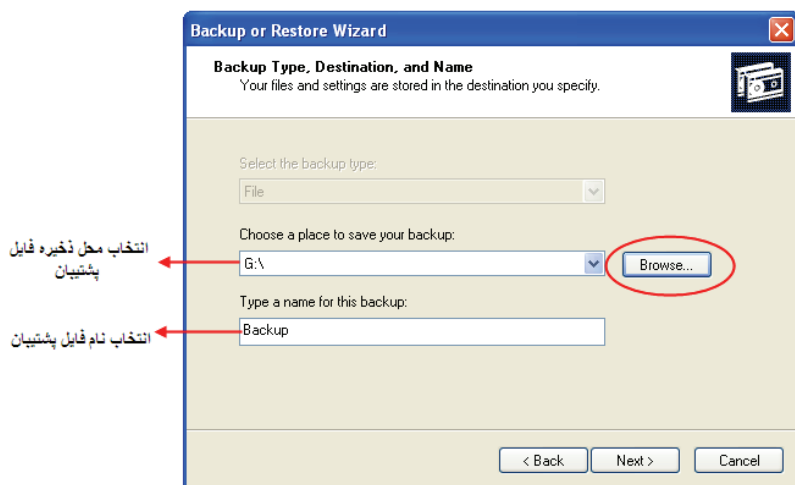 Backup or Restore Wizard
Backup Type, Destination, and Name
Your files and settings are stored in the destination you specify.
Select the backup type:
File
Choose a place to save your backup:
G:\
Browse...
انتخاب محل ذخیره فایل
پشتیبان
Type a name for this backup:
Backup
انتخاب نام فایل پشتیبان
< Back
Next >
Cancel